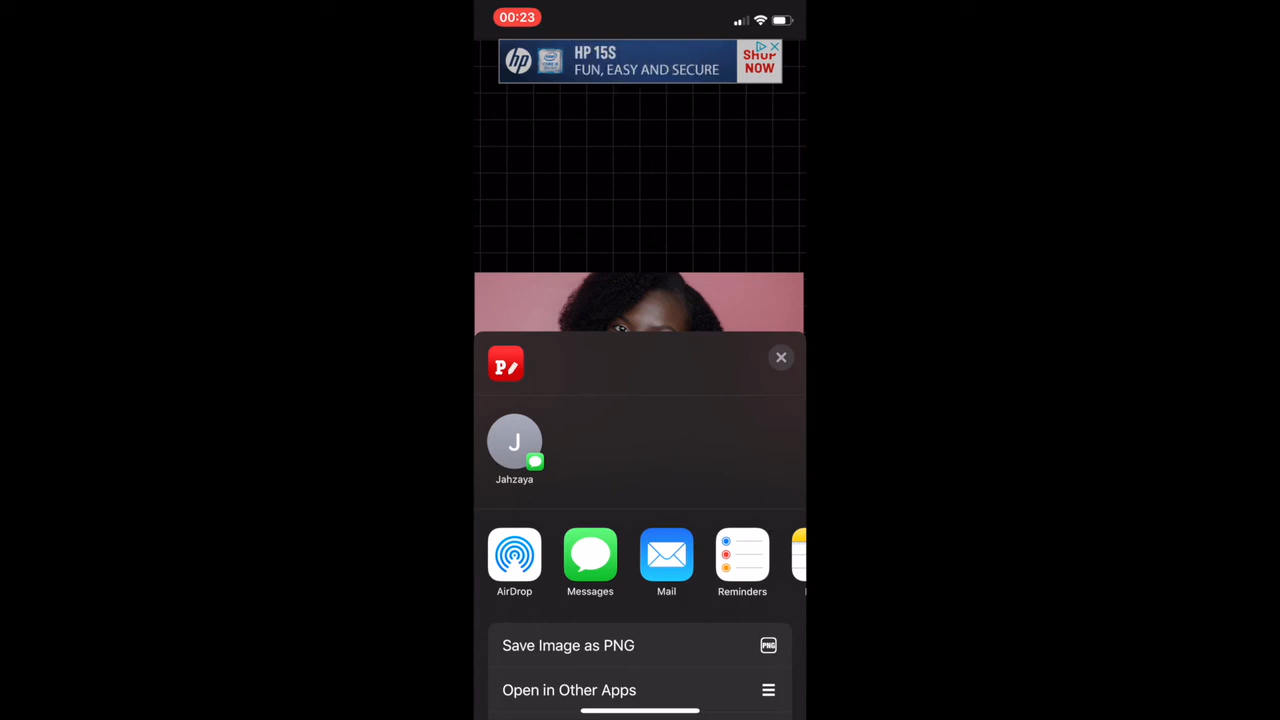 00:23
hp
HP 15S
FUN, EASY AND SECURE
SHOP
NOW
P
J
Jahzaya
AirDrop
Messages
Mail
Reminders
Save Image as PNG
PNG
Open in Other Apps